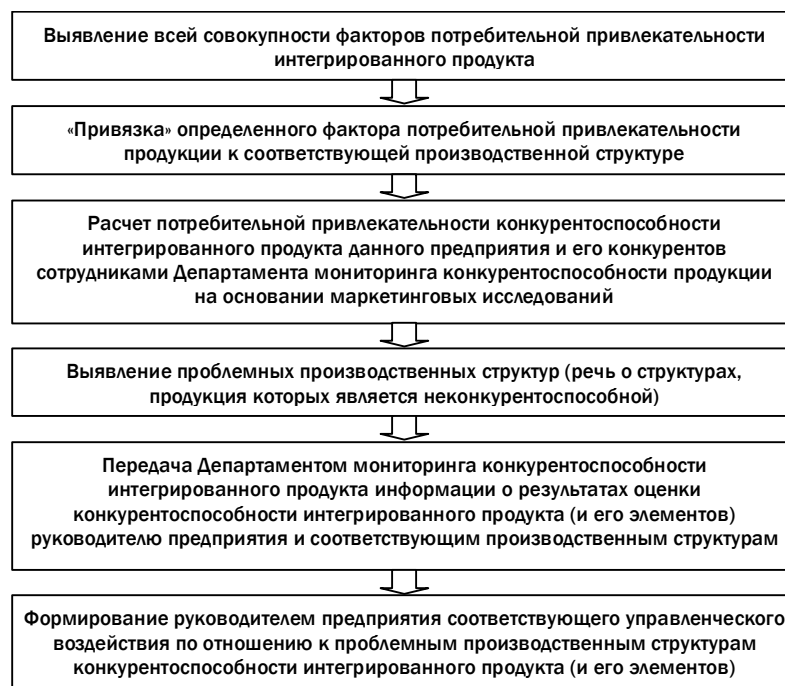 Выявление всей совокупности факторов потребительной привлекательности
интегрированного продукта
«Привязка» определенного фактора потребительной привлекательности
продукции к соответствующей производственной структуре
Расчет потребительной привлекательности конкурентоспособности
интегрированного продукта данного предприятия и его конкурентов
сотрудниками Департамента мониторинга конкурентоспособности продукции
на основании маркетинговых исследований
Выявление проблемных производственных структур (речь о структурах,
продукция которых является неконкурентоспособной)
Передача Департаментом мониторинга конкурентоспособности
интегрированного продукта информации о результатах оценки
конкурентоспособности интегрированного продукта (и его элементов)
руководителю предприятия и соответствующим производственным структурам
Формирование руководителем предприятия соответствующего управленческого
воздействия по отношению к проблемным производственным структурам
конкурентоспособности интегрированного продукта (и его элементов)